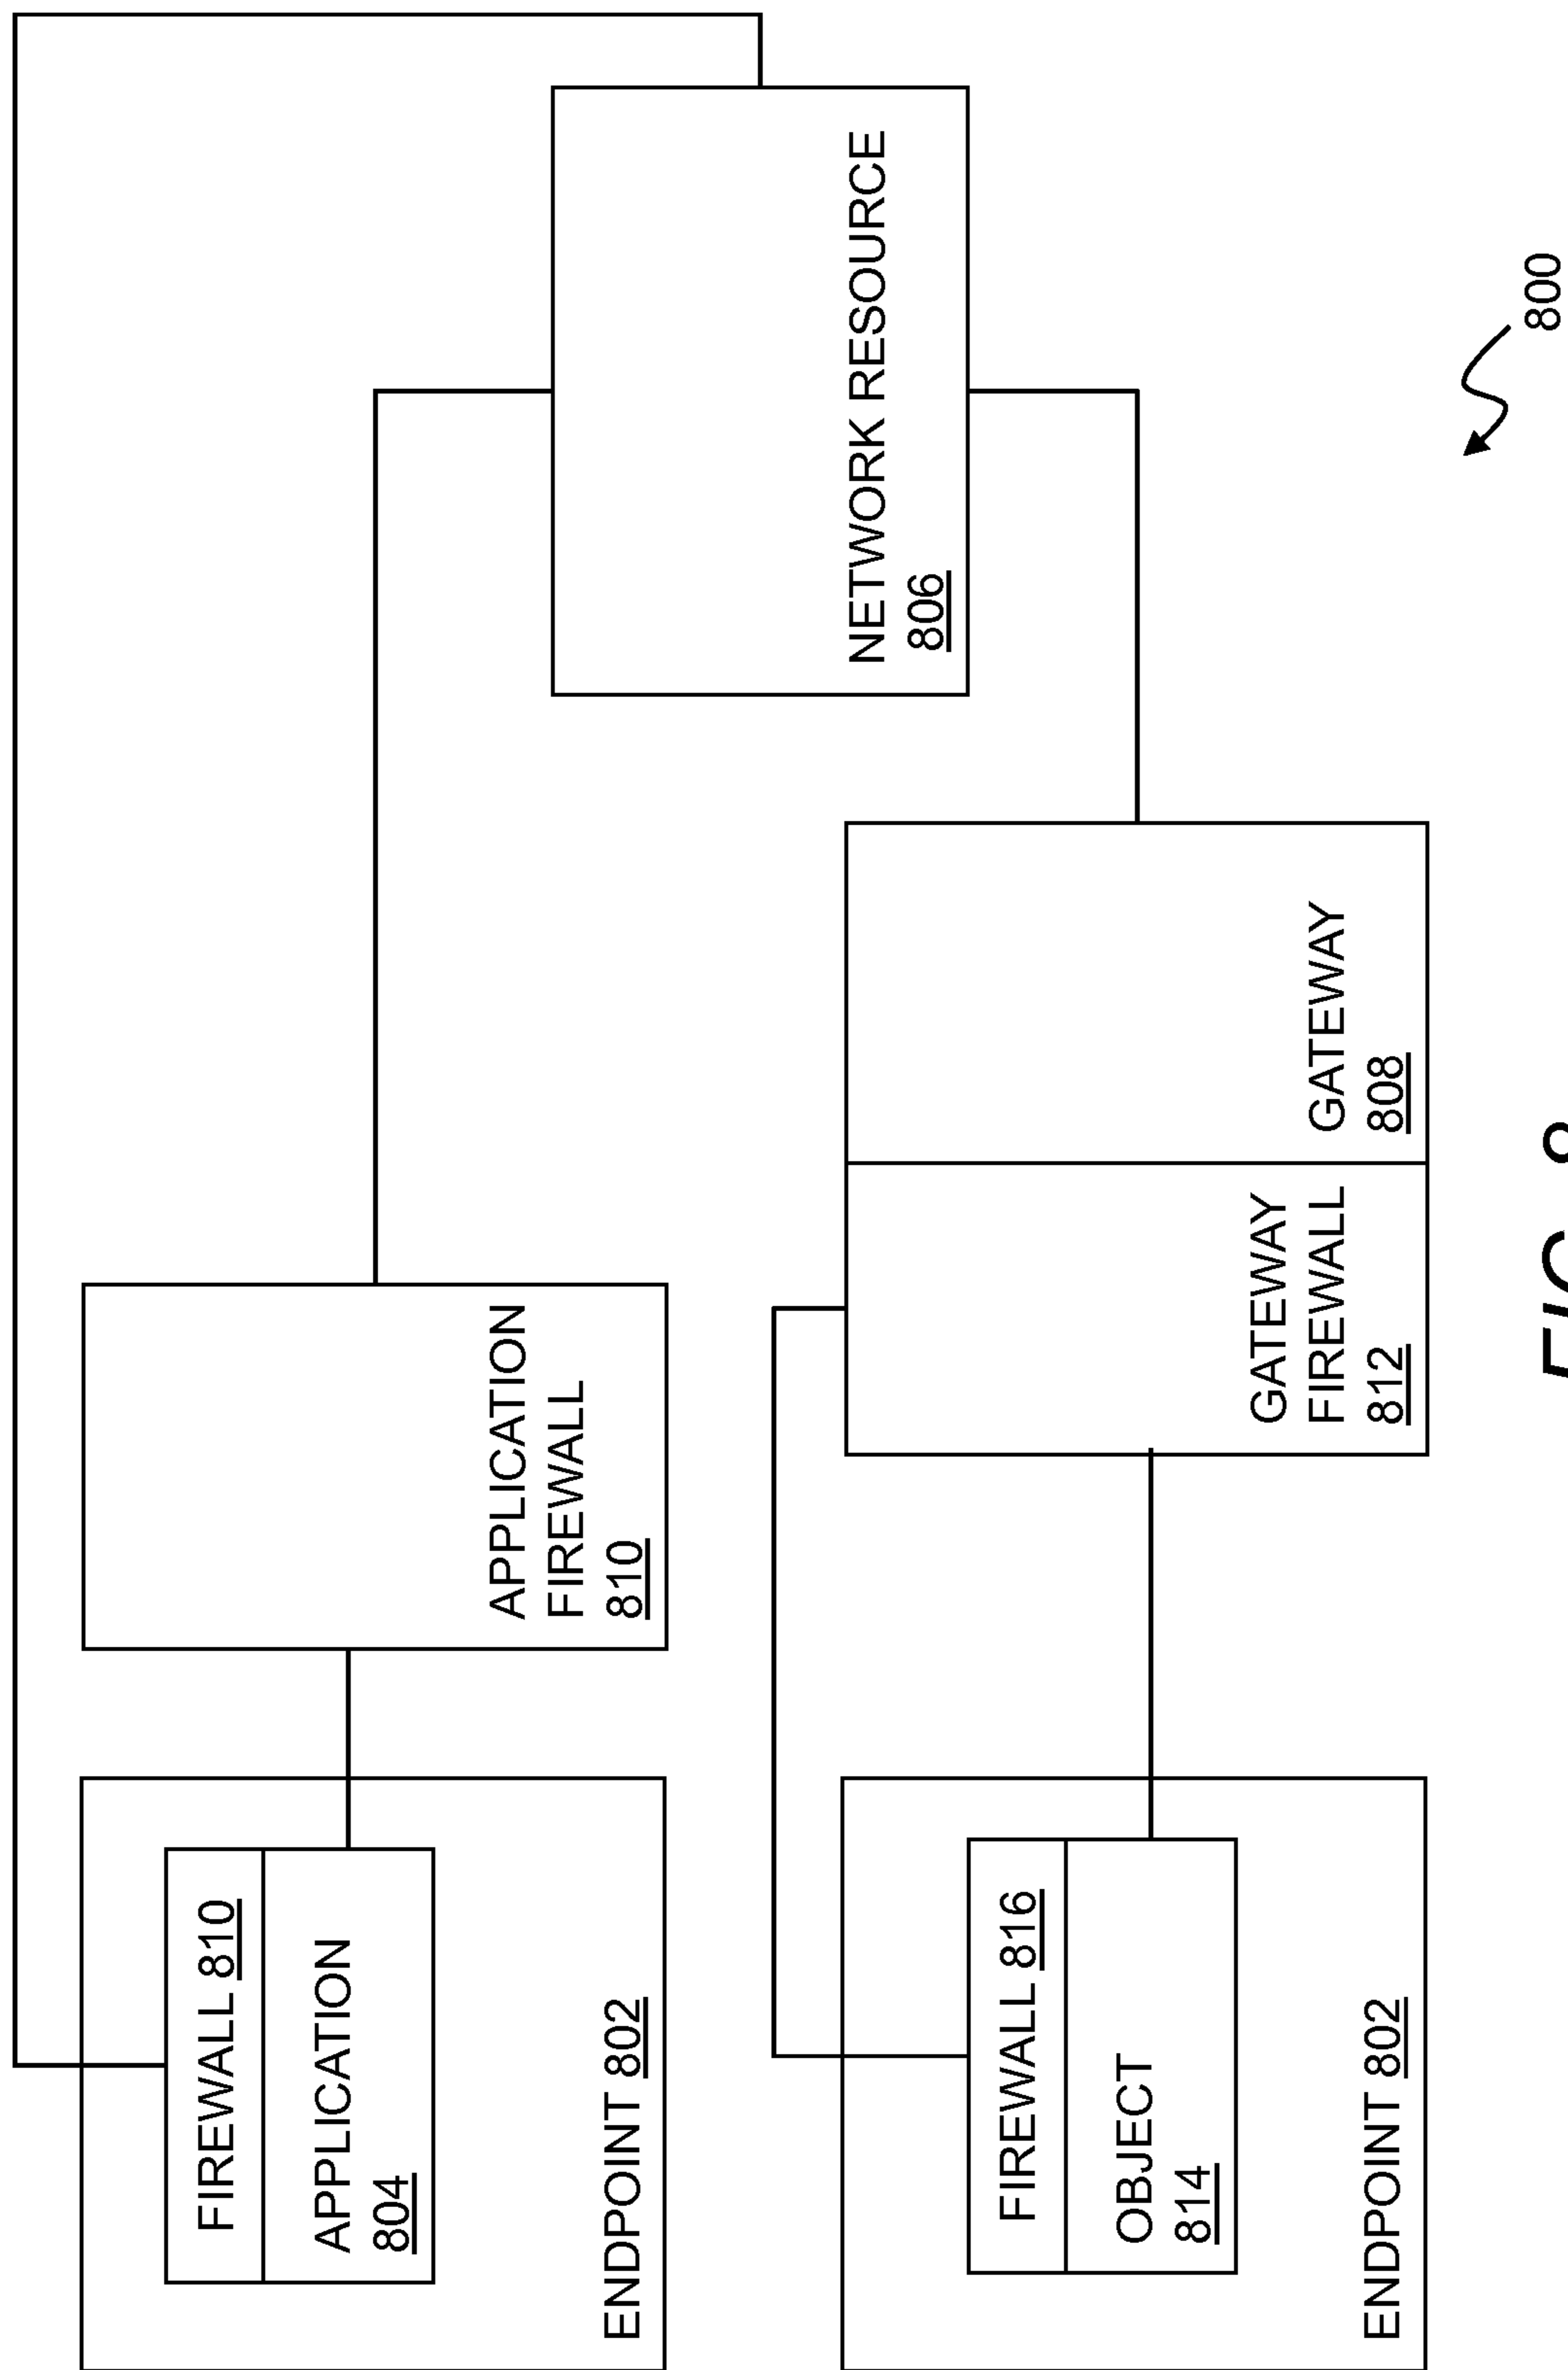 FIREWALL 810
APPLICATION
804
ENDPOINT 802
APPLICATION
FIREWALL
810
NETWORK RESOURCE
806
FIREWALL 816
OBJECT
814
ENDPOINT 802
GATEWAY
FIREWALL
812
GATEWAY
808
800